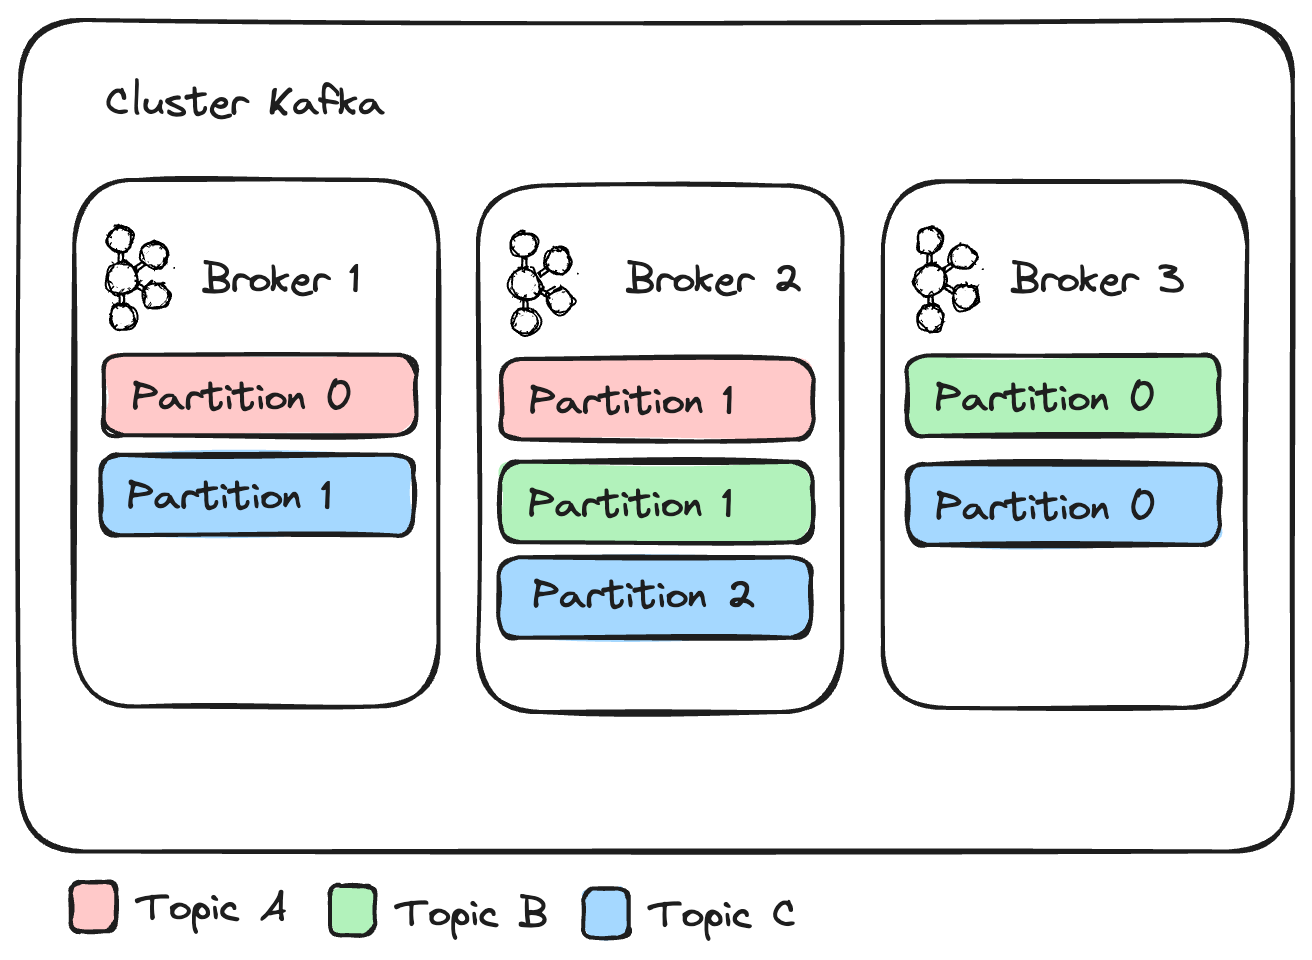 Cluster Kafka
Broker 1
Partition 0
Partition 1
Broker 2
Partition 1
Partition 1
Partition 2
Broker 3
Partition 0
Partition 0
Topic A
Topic B
Topic C